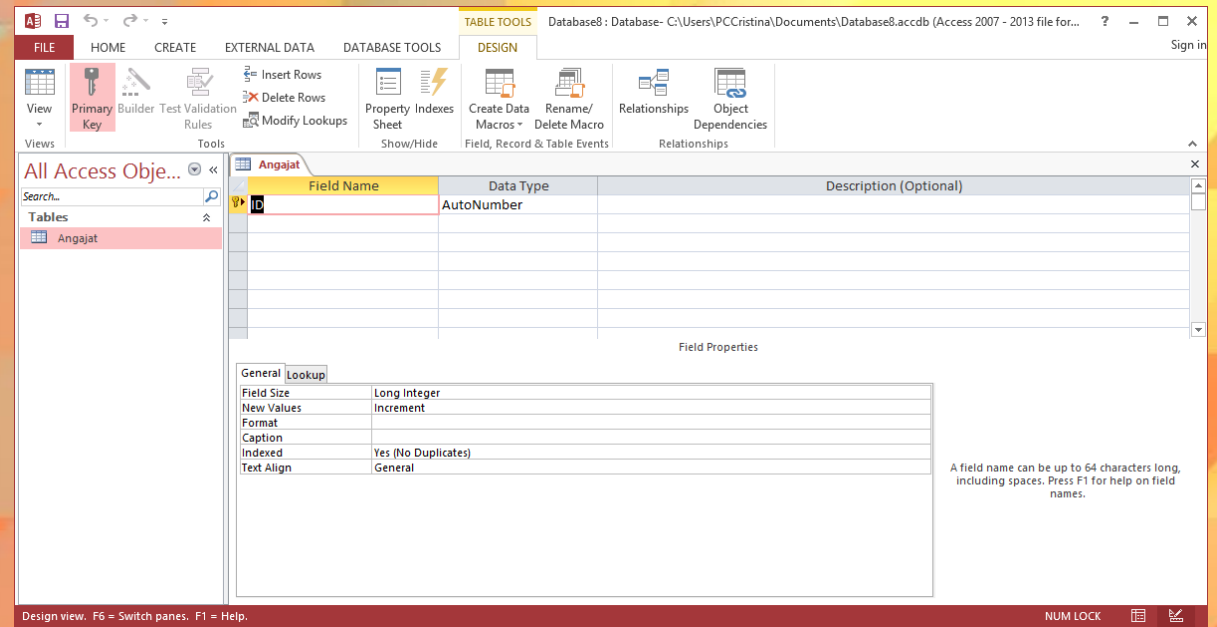 TABLE TOOLS
Database8 : Database- C:\Users\PCCristina\Documents\Database8.accdb (Access 2007 - 2013 file for...
?
FILE HOME CREATE EXTERNAL DATA DATABASE TOOLS DESIGN
Sign in
View
Primary Key
Builder
Test Validation Rules
Insert Rows
Delete Rows
Modify Lookups
Property Sheet
Indexes
Create Data Macros
Rename/ Delete Macro
Relationships
Object Dependencies
Views
Tools
Show/Hide
Field, Record & Table Events
Relationships
All Access Obje...
Search...
Tables
Angajat
Angajat
Field Name Data Type Description (Optional)
ID AutoNumber
Field Properties
General Lookup
Field Size Long Integer
New Values Increment
Format
Caption
Indexed Yes (No Duplicates)
Text Align General
A field name can be up to 64 characters long,
including spaces. Press F1 for help on field
names.
Design view. F6 = Switch panes. F1 = Help.
NUM LOCK